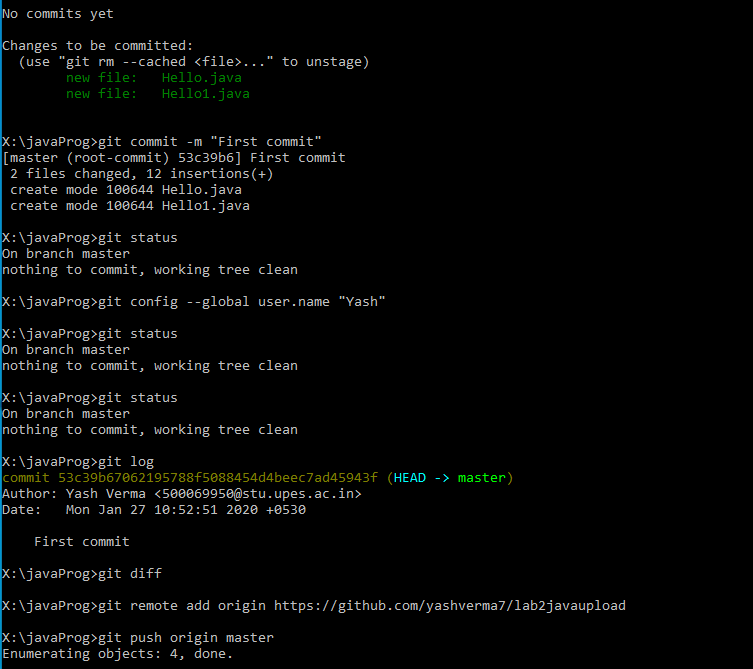 No commits yet
Changes to be committed:
(use "git rm --cached <file>..." to unstage)
new file:   Hello.java
new file:   Hello1.java
X:\javaProg>git commit -m "First commit"
[master (root-commit) 53c39b6] First commit
2 files changed, 12 insertions(+)
create mode 100644 Hello.java
create mode 100644 Hello1.java
X:\javaProg>git status
On branch master
nothing to commit, working tree clean
X:\javaProg>git config --global user.name "Yash"
X:\javaProg>git status
On branch master
nothing to commit, working tree clean
X:\javaProg>git status
On branch master
nothing to commit, working tree clean
X:\javaProg>git log
commit 53c39b67062195788f5088454d4beec7ad45943f (HEAD -> master)
Author: Yash Verma <500069950@stu.upes.ac.in>
Date:   Mon Jan 27 10:52:51 2020 +0530
First commit
X:\javaProg>git diff
X:\javaProg>git remote add origin https://github.com/yashverma7/lab2javaupload
X:\javaProg>git push origin master
Enumerating objects: 4, done.